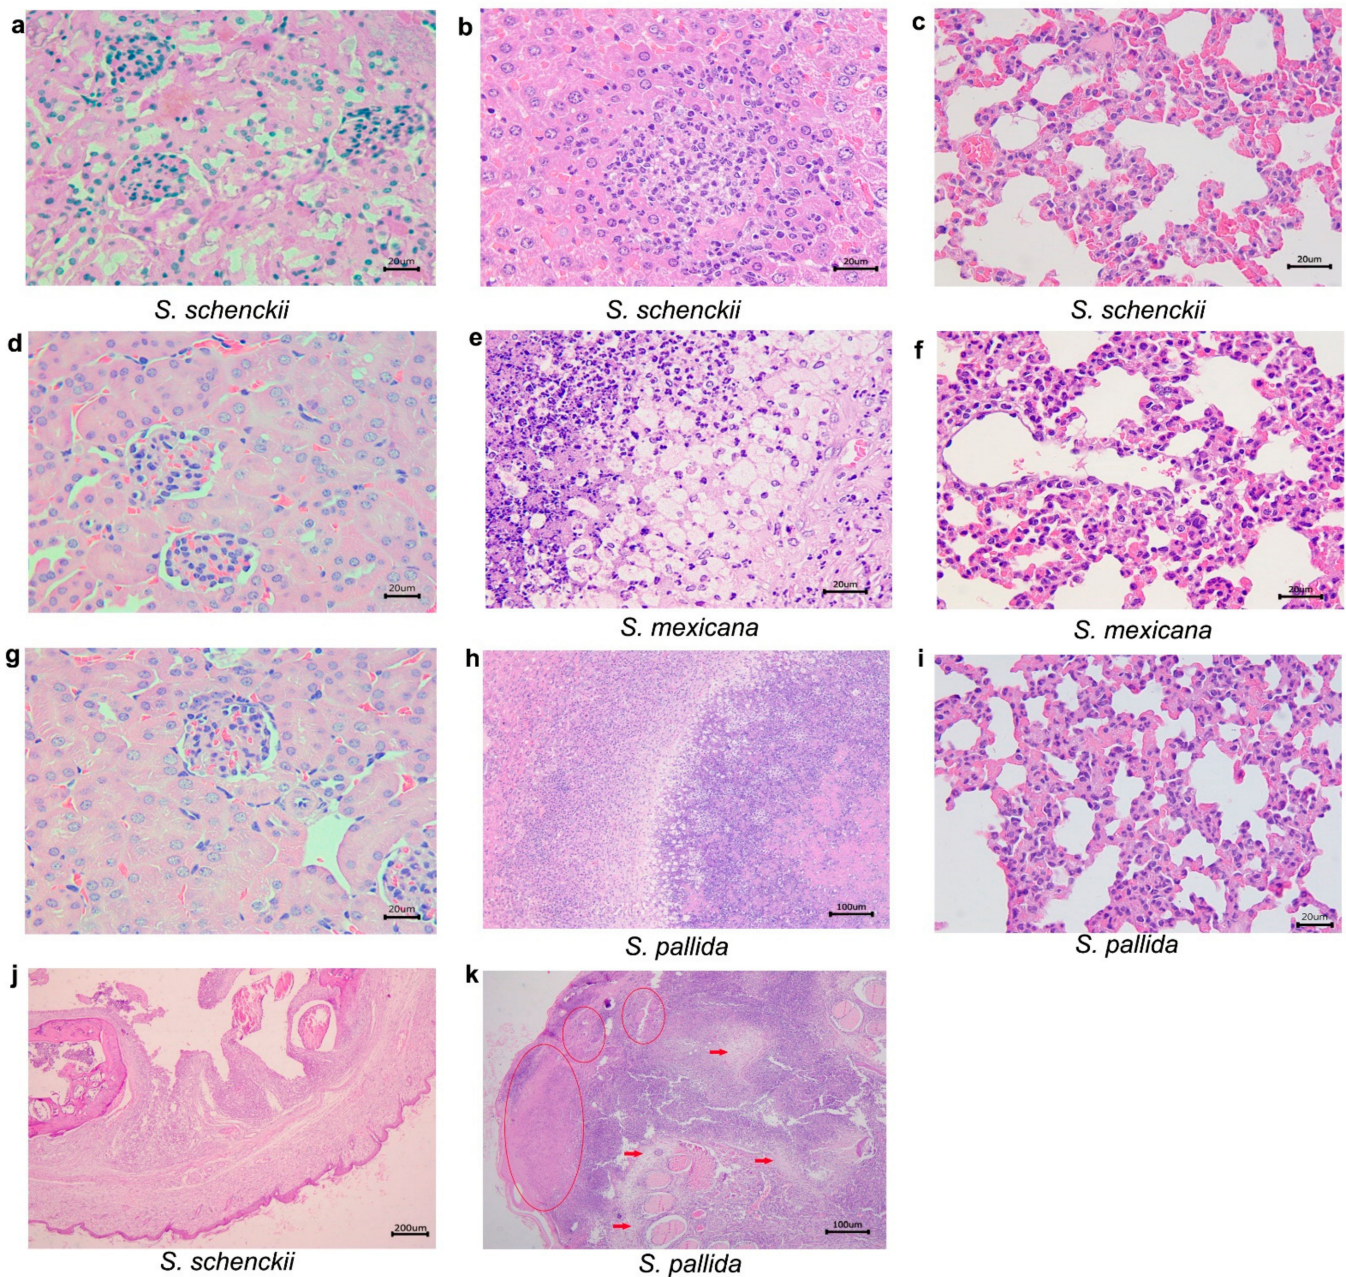 a
b
c
20um
20um
20um
S. schenckii
S. schenckii
S. schenckii
d
e
f
20um
20um
20um
S. mexicana
S. mexicana
g
h
i
20um
100um
20um
S. pallida
S. pallida
j
k
200um
100um
S. schenckii
S. pallida